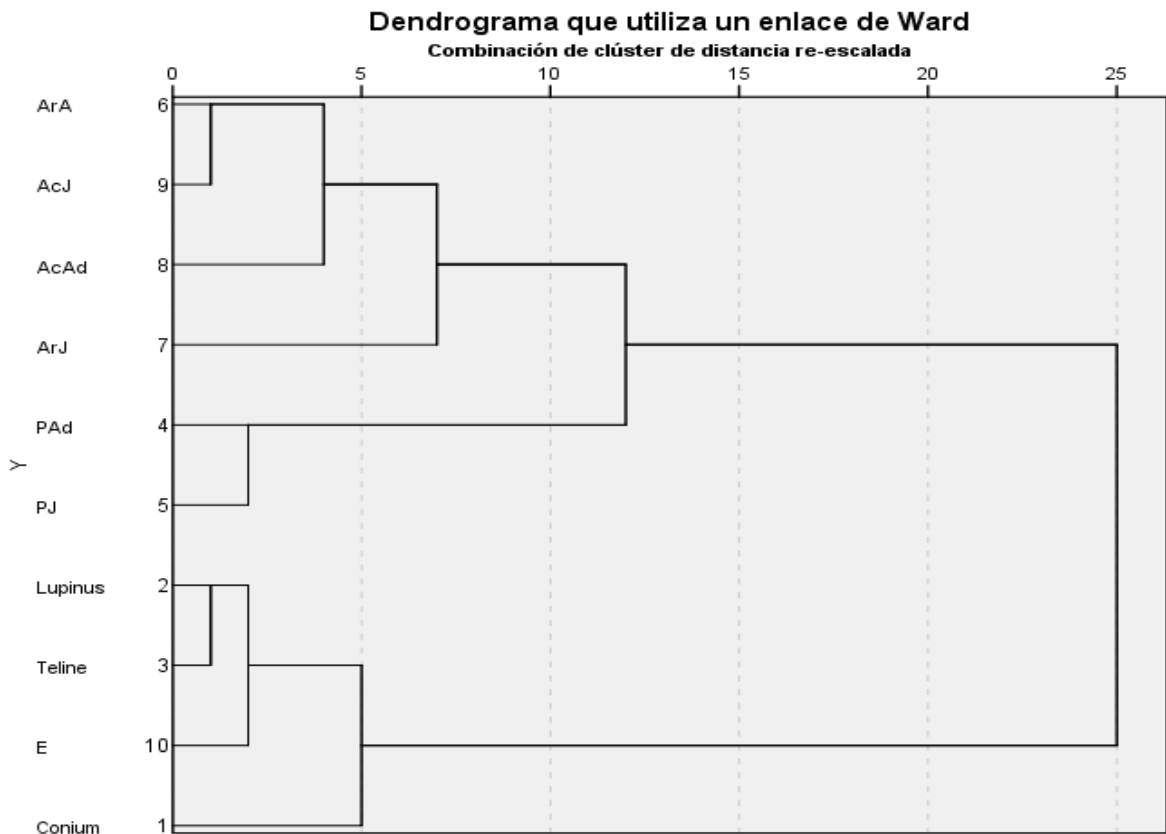 Dendrograma que utiliza un enlace de Ward
Combinación de clúster de distancia re-escalada
0 5 10 15 20 25
ArA 6
AcJ 9
AcAd 8
ArJ 7
PAd 4
Y
PJ 5
Lupinus 2
Teline 3
E 10
Conium 1